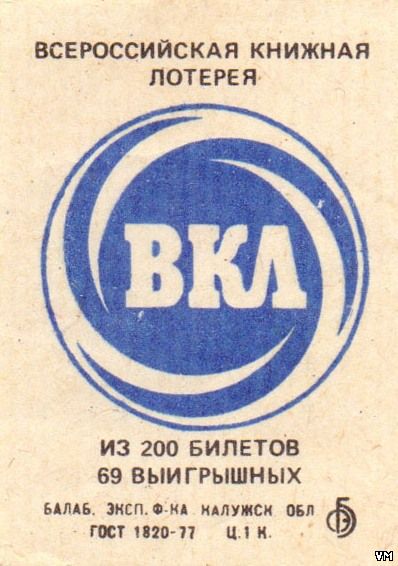 ВСЕРОССИЙСКАЯ КНИЖНАЯ
ЛОТЕРЕЯ
ВКЛ
ИЗ 200 БИЛЕТОВ
69 ВЫИГРЫШНЫХ
БАЛАБ. ЭКСП. Ф-КА КАЛУЖСК. ОБЛ
ГОСТ 1820-77 Ц. 1 К.
VM